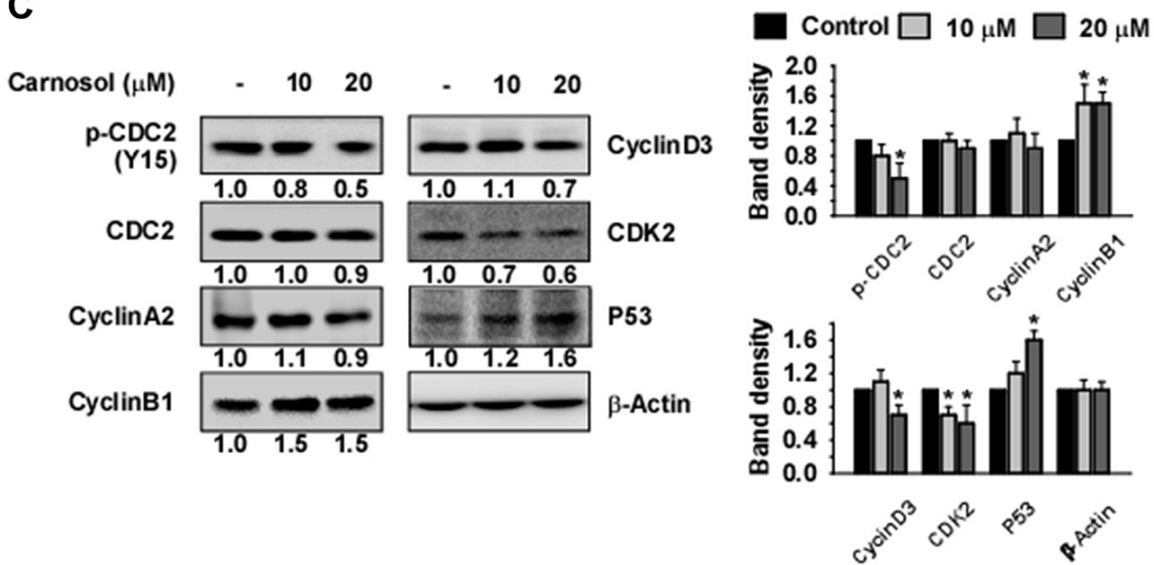 C
Carnosol (μM) - 10 20 - 10 20
p-CDC2
(Y15)
CyclinD3
1.0 0.8 0.5 1.0 1.1 0.7
CDC2 CDK2
1.0 1.0 0.9 1.0 0.7 0.6
CyclinA2 P53
1.0 1.1 0.9 1.0 1.2 1.6
CyclinB1 β-Actin
1.0 1.5 1.5
Control 10 μM 20 μM
Band density
2.0
1.6
1.2
0.8
0.4
0.0
* * *
p-CDC2 CDC2 CyclinA2 CyclinB1
Band density
1.6
1.2
0.8
0.4
0.0
* * * *
CycinD3 CDK2 P53 β-Actin